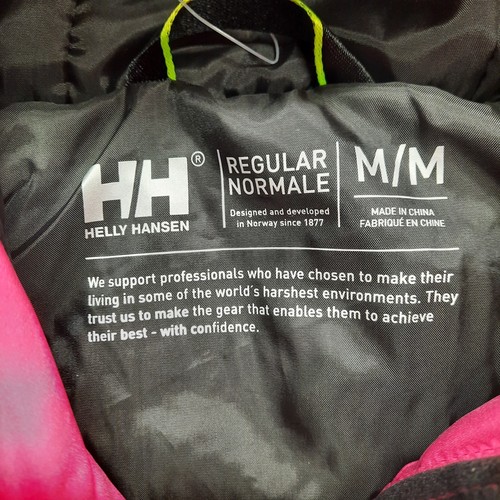 HH®
HELLY HANSEN
REGULAR
NORMALE
Designed and developed
in Norway since 1877
M/M
MADE IN CHINA
FABRIQUÉ EN CHINE
We support professionals who have chosen to make their
living in some of the world's harshest environments. They
trust us to make the gear that enables them to achieve
their best - with confidence.